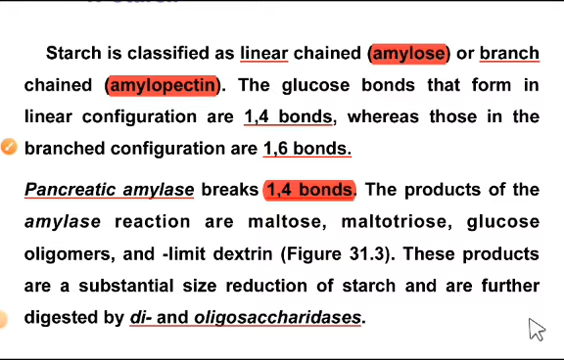 Starch is classified as linear chained (amylose) or branch
chained (amylopectin). The glucose bonds that form in
linear configuration are 1,4 bonds, whereas those in the
branched configuration are 1,6 bonds.
Pancreatic amylase breaks 1,4 bonds. The products of the
amylase reaction are maltose, maltotriose, glucose
oligomers, and -limit dextrin (Figure 31.3). These products
are a substantial size reduction of starch and are further
digested by di- and oligosaccharidases.